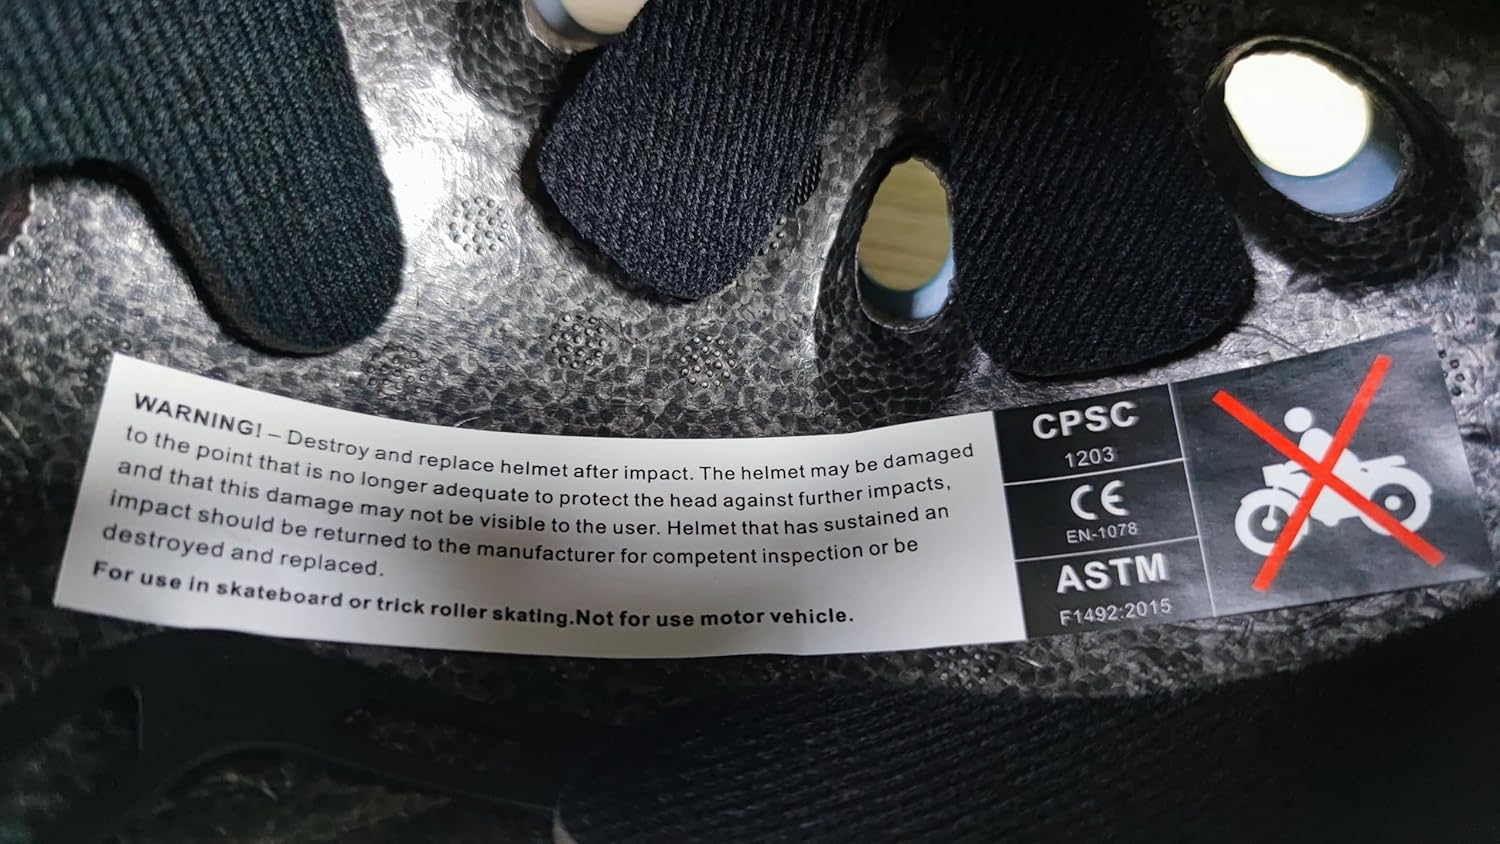 WARNING! – Destroy and replace helmet after impact. The helmet may be damaged
to the point that is no longer adequate to protect the head against further impacts,
and that this damage may not be visible to the user. Helmet that has sustained an
impact should be returned to the manufacturer for competent inspection or be
destroyed and replaced.
For use in skateboard or trick roller skating.Not for use motor vehicle.
CPSC
1203
CE
EN-1078
ASTM
F1492:2015